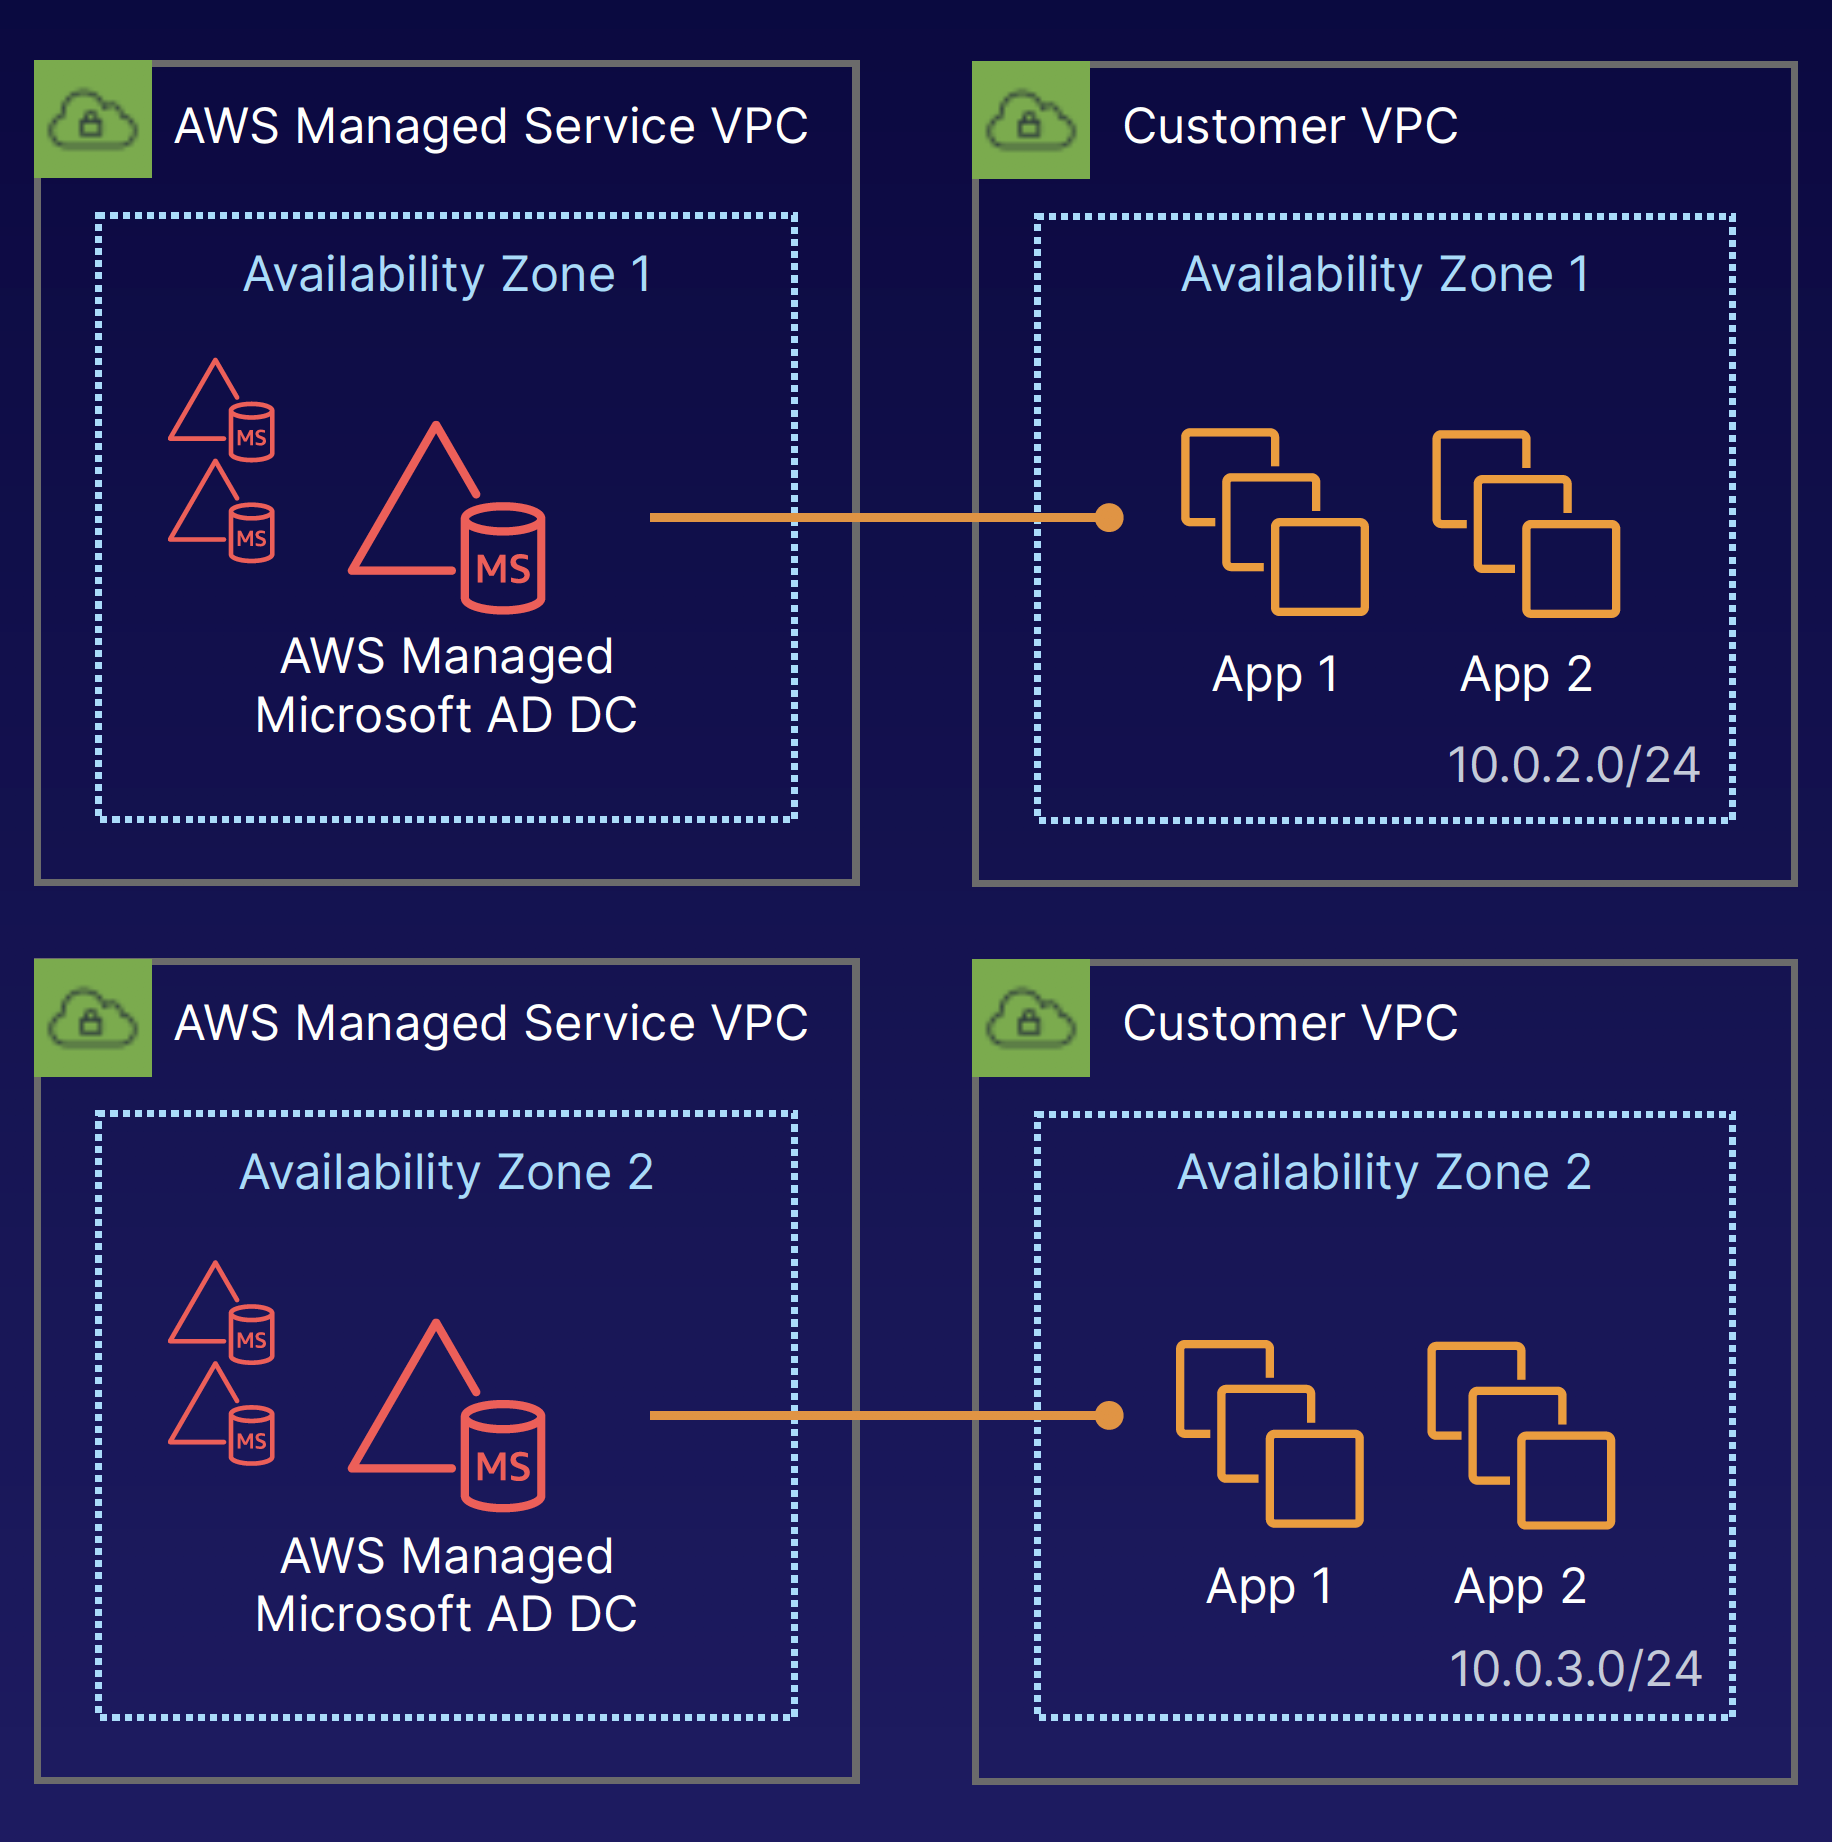 AWS Managed Service VPC
Customer VPC
Availability Zone 1
MS
MS
MS
AWS Managed
Microsoft AD DC
Availability Zone 1
App 1
App 2
10.0.2.0/24
AWS Managed Service VPC
Customer VPC
Availability Zone 2
MS
MS
MS
AWS Managed
Microsoft AD DC
Availability Zone 2
App 1
App 2
10.0.3.0/24